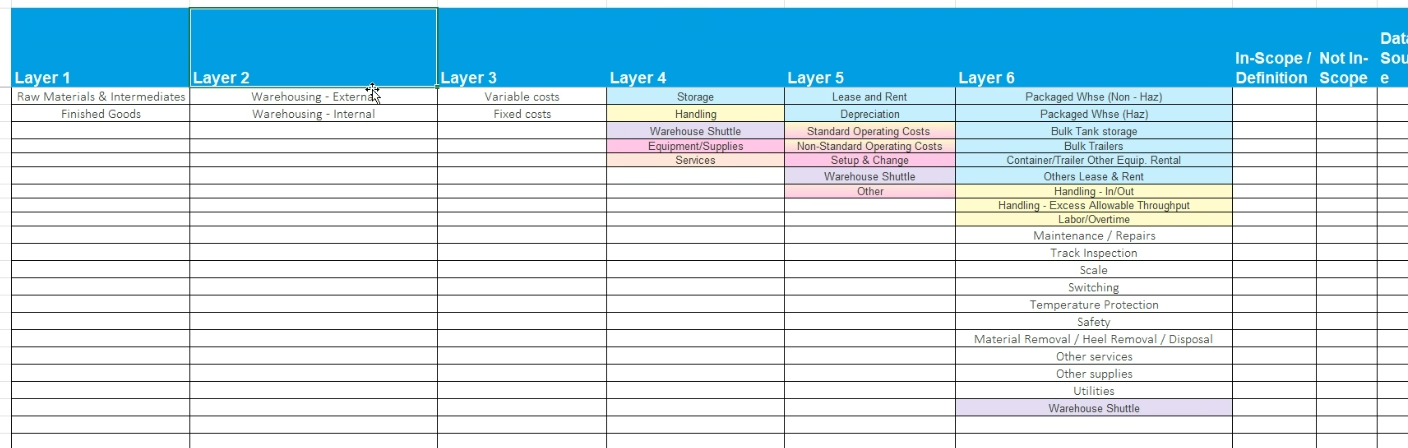 Layer 1 Layer 2 Layer 3 Layer 4 Layer 5 Layer 6 In-Scope / Definition Not In-Scope Data Sou e
Raw Materials & Intermediates Warehousing - External Variable costs Storage Lease and Rent Packaged Whse (Non - Haz)
Finished Goods Warehousing - Internal Fixed costs Handling Depreciation Packaged Whse (Haz)
Warehouse Shuttle Standard Operating Costs Bulk Tank storage
Equipment/Supplies Non-Standard Operating Costs Bulk Trailers
Services Setup & Change Container/Trailer Other Equip. Rental
Warehouse Shuttle Others Lease & Rent
Other Handling - In/Out
Handling - Excess Allowable Throughput
Labor/Overtime
Maintenance / Repairs
Track Inspection
Scale
Switching
Temperature Protection
Safety
Material Removal / Heel Removal / Disposal
Other services
Other supplies
Utilities
Warehouse Shuttle